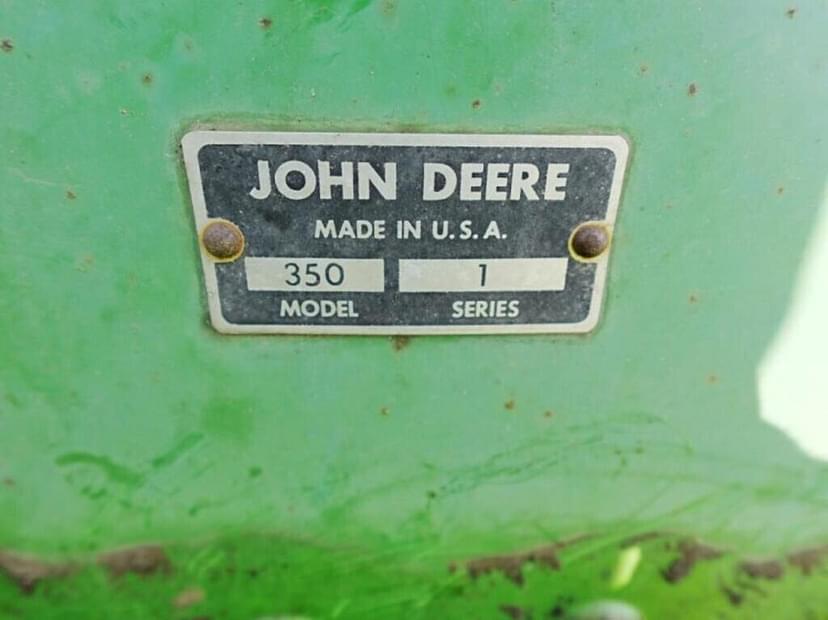 JOHN DEERE
MADE IN U.S.A.
350 1
MODEL SERIES